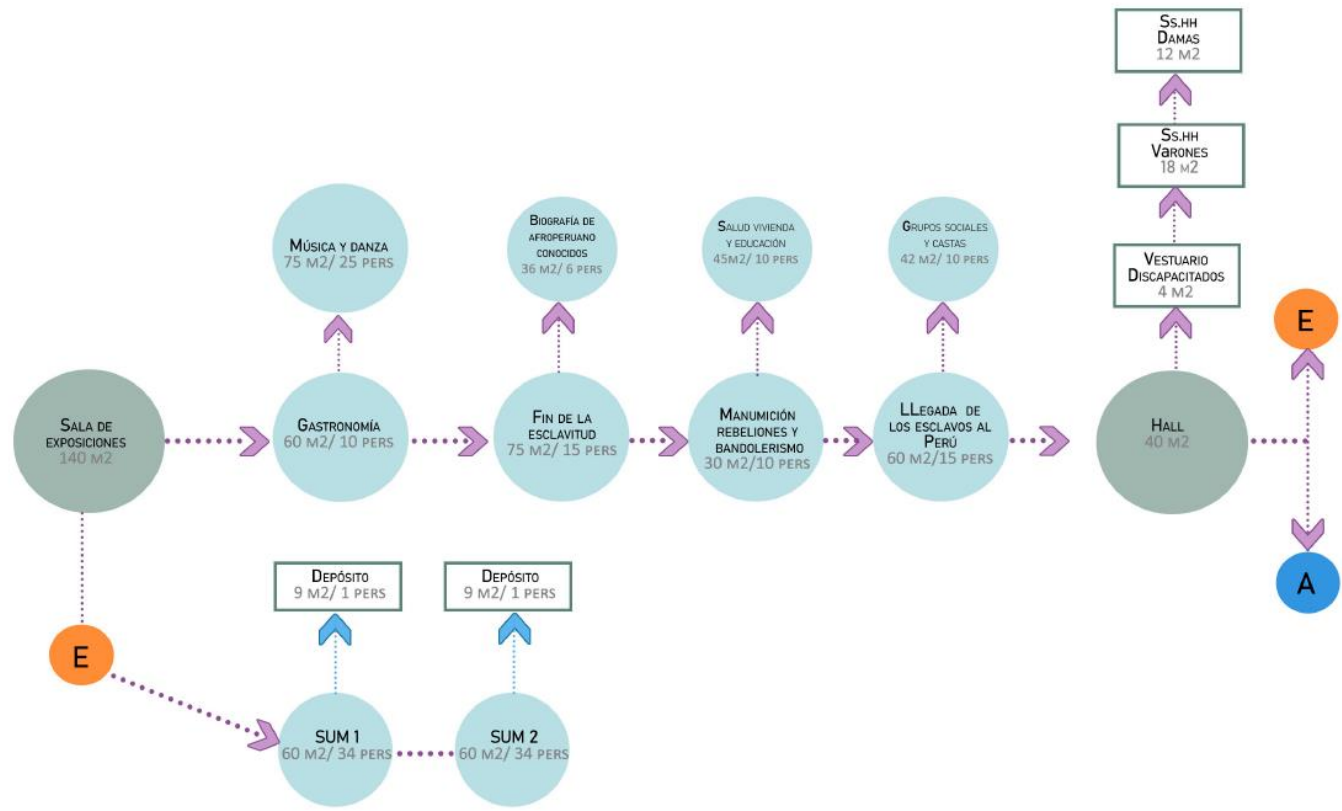 Ss.HH
Damas
12 m2
Ss.HH
Varones
18 m2
Vestuario
Discapacitados
4 m2
Música y danza
75 m2/ 25 pers
Biografía de
afroperuano
conocidos
36 m2/ 6 pers
Salud vivienda
y educación
45m2/ 10 pers
Grupos sociales
y castas
42 m2/ 10 pers
E
Sala de
exposiciones
140 m2
Gastronomía
60 m2/ 10 pers
Fin de la
esclavitud
75 m2/ 15 pers
Manumición
rebeliones y
bandolerismo
30 m2/10 pers
LLegada de
los esclavos al
Perú
60 m2/15 pers
Hall
40 m2
A
Depósito
9 m2/ 1 pers
Depósito
9 m2/ 1 pers
E
SUM 1
60 m2/ 34 pers
SUM 2
60 m2/ 34 pers